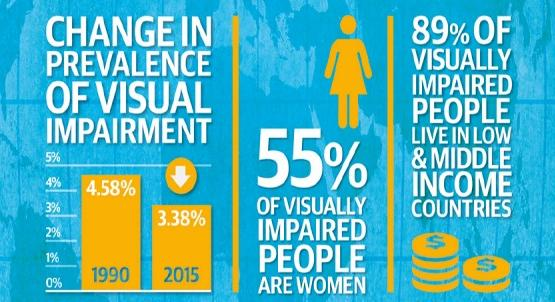 CHANGE IN
PREVALENCE
OF VISUAL
IMPAIRMENT
5%
4%
3%
2%
1%
0%
4.58%
3.38%
1990
2015
55%
OF VISUALLY
IMPAIRED
PEOPLE
ARE WOMEN
89% OF
VISUALLY
IMPAIRED
PEOPLE
LIVE IN LOW
& MIDDLE
INCOME
COUNTRIES
$
$